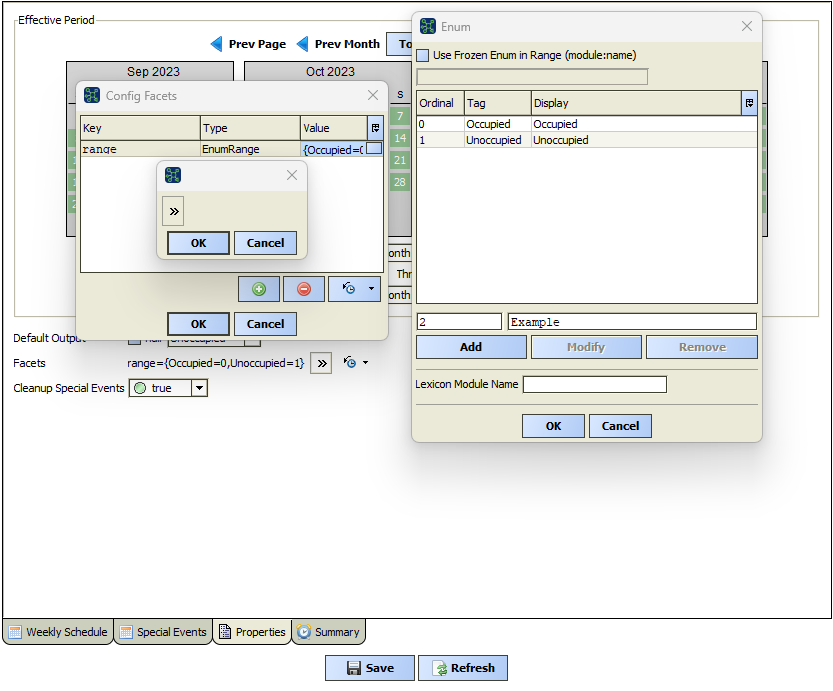 Effective Period
Prev Page Prev Month To
Sep 2023 Oct 2023
S
7
14
21
28
Config Facets
Key Type Value
range EnumRange {Occupied=0
OK Cancel
OK Cancel
onth
Thr
onth
Enum
Use Frozen Enum in Range (module:name)
Ordinal Tag Display
0 Occupied Occupied
1 Unoccupied Unoccupied
2 Example
Add Modify Remove
Lexicon Module Name
OK Cancel
Default Output null Unoccupied
Facets range={Occupied=0,Unoccupied=1}
Cleanup Special Events true
Weekly Schedule Special Events Properties Summary
Save Refresh